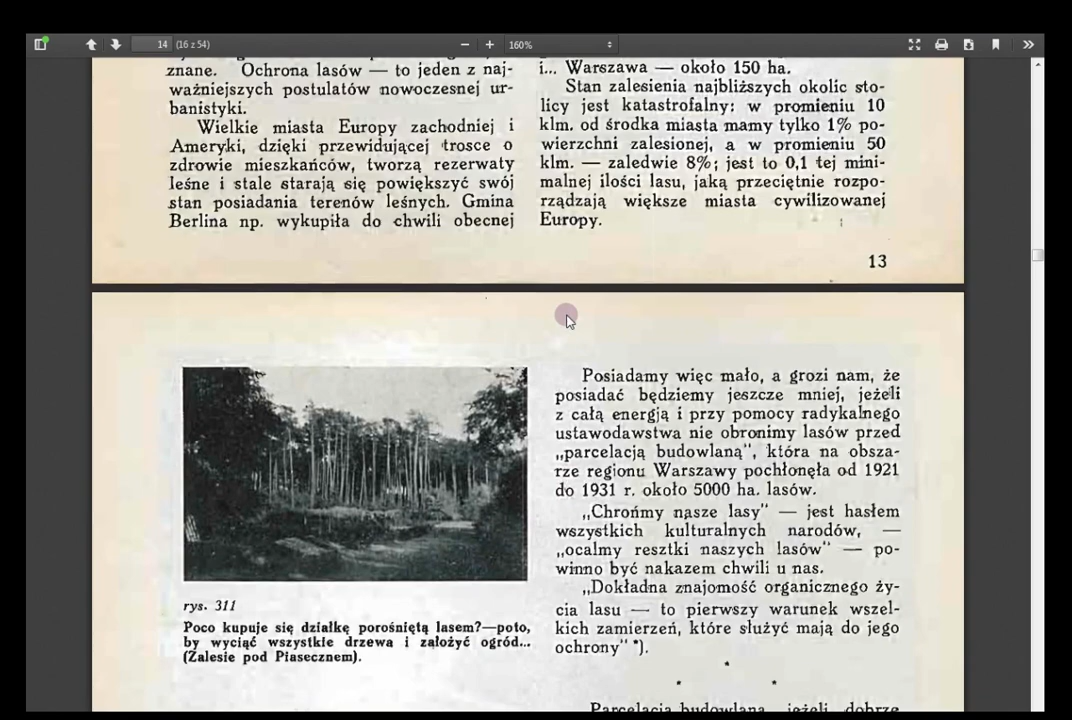 14
(16 z 54)
160%
znane. Ochrona lasów — to jeden z naj-
ważniejszych postulatów nowoczesnej ur-
banistyki.
Wielkie miasta Europy zachodniej i
Ameryki, dzięki przewidującej trosce o
zdrowie mieszkańców, tworzą rezerwaty
leśne i stale starają się powiększyć swój
stan posiadania terenów leśnych. Gmina
Berlina np. wykupiła do chwili obecnej
i... Warszawa — około 150 ha.
Stan zalesienia najbliższych okolic sto-
licy jest katastrofalny: w promieniu 10
klm. od środka miasta mamy tylko 1% po-
wierzchni zalesionej, a w promieniu 50
klm. — zaledwie 8%; jest to 0,1 tej mini-
malnej ilości lasu, jaką przeciętnie rozpo-
rządzają większe miasta cywilizowanej
Europy.
13
rys. 311
Poco kupuje się działkę porośniętą lasem?—poto,
by wyciąć wszystkie drzewa i założyć ogród...
(Zalesie pod Piasecznem).
Posiadamy więc mało, a grozi nam, że
posiadać będziemy jeszcze mniej, jeżeli
z całą energją i przy pomocy radykalnego
ustawodawstwa nie obronimy lasów przed
„parcelacją budowlaną", która na obsza-
rze regionu Warszawy pochłonęła od 1921
do 1931 r. około 5000 ha. lasów.
„Chrońmy nasze lasy" — jest hasłem
wszystkich kulturalnych narodów, —
„ocalmy resztki naszych lasów" — po-
winno być nakazem chwili u nas.
„Dokładna znajomość organicznego ży-
cia lasu — to pierwszy warunek wszel-
kich zamierzeń, które służyć mają do jego
ochrony" *).
*
* *
Parcelacja budowlana, jeżeli dobrze